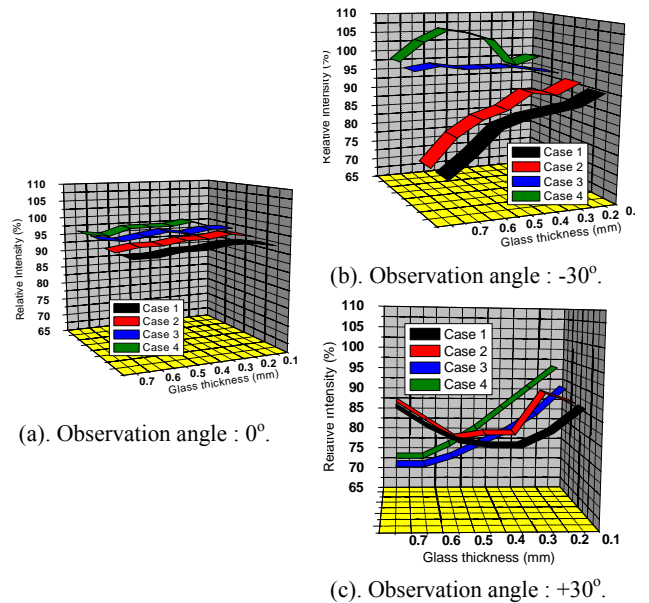 110
105
100
95
90
85
80
75
70
65
Relative Intensity (%)
Case 1
Case 2
Case 3
Case 4
0.7
0.6
0.5
0.4
0.3
0.2
0.1
Glass thickness (mm)
(a). Observation angle : 0°.
110
105
100
95
90
85
80
75
70
65
Relative intensity (%)
Case 1
Case 2
Case 3
Case 4
0.7
0.6
0.5
0.4
0.3
0.2
0.
Glass thickness (mm)
(b). Observation angle : -30°.
110
105
100
95
90
85
80
75
70
65
Relative intensity (%)
Case 1
Case 2
Case 3
Case 4
0.7
0.6
0.5
0.4
0.3
0.2
0.1
Glass thickness (mm)
(c). Observation angle : +30°.